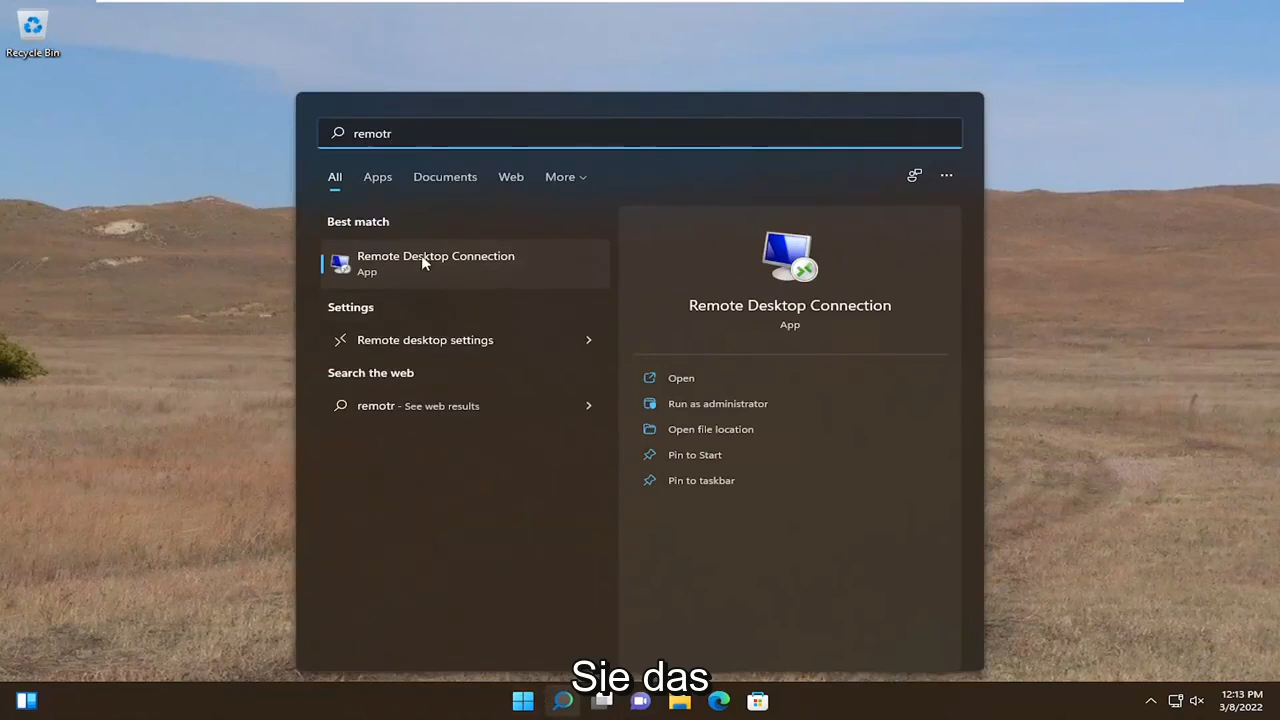 Recycle Bin
remotr
All Apps Documents Web More
Best match
Remote Desktop Connection
App
Settings
Remote desktop settings
Search the web
remotr - See web results
Remote Desktop Connection
App
Open
Run as administrator
Open file location
Pin to Start
Pin to taskbar
Sie das
12:13 PM
3/8/2022